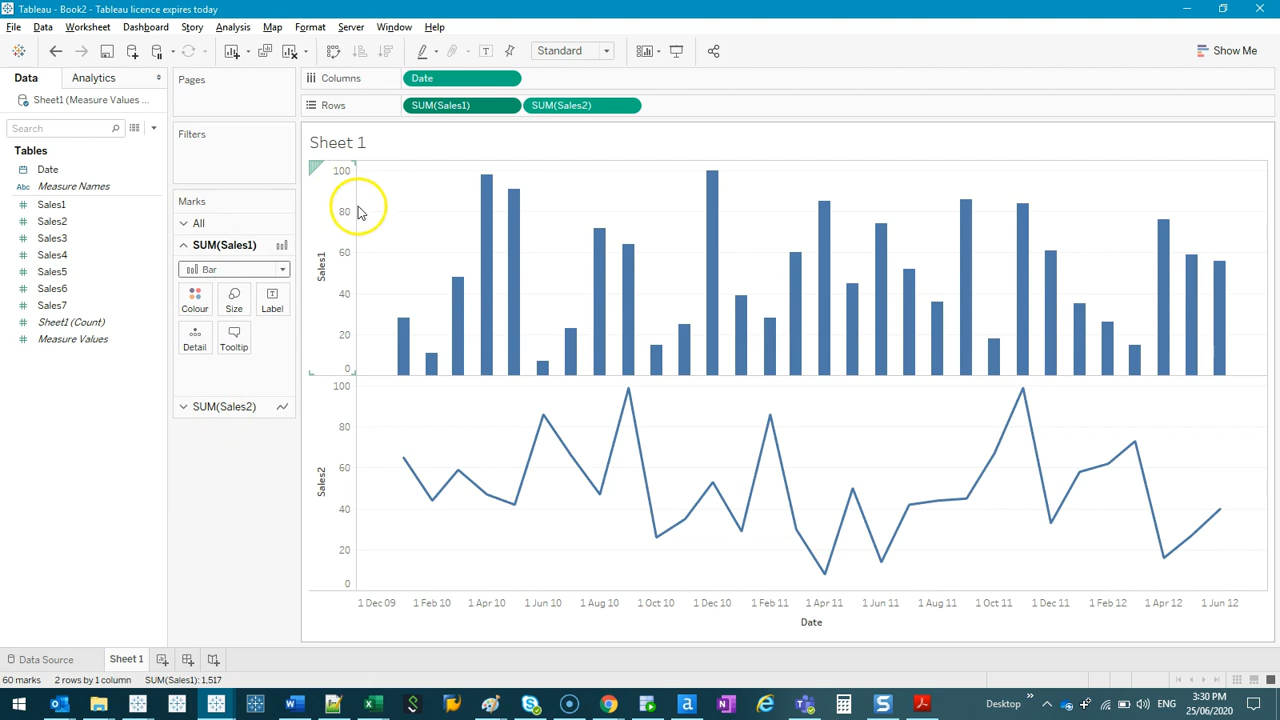 Tableau - Book2 - Tableau licence expires today
File Data Worksheet Dashboard Story Analysis Map Format Server Window Help
Standard
Show Me
Data Analytics
Pages
Columns Date
Sheet1 (Measure Values ...
Rows SUM(Sales1) SUM(Sales2)
Search
Filters
Tables
Date
Abc Measure Names
Sales1
Sales2
Sales3
Sales4
Sales5
Sales6
Sales7
Sheet1 (Count)
Measure Values
Marks
All
SUM(Sales1)
Bar
Colour Size Label
Detail Tooltip
SUM(Sales2)
Sheet 1
100
80
60
40
20
0
Sales1
100
80
60
40
20
0
Sales2
1 Dec 09 1 Feb 10 1 Apr 10 1 Jun 10 1 Aug 10 1 Oct 10 1 Dec 10 1 Feb 11 1 Apr 11 1 Jun 11 1 Aug 11 1 Oct 11 1 Dec 11 1 Feb 12 1 Apr 12 1 Jun 12
Date
Data Source Sheet 1
60 marks 2 rows by 1 column SUM(Sales1): 1,517
Desktop
ENG
3:30 PM
25/06/2020